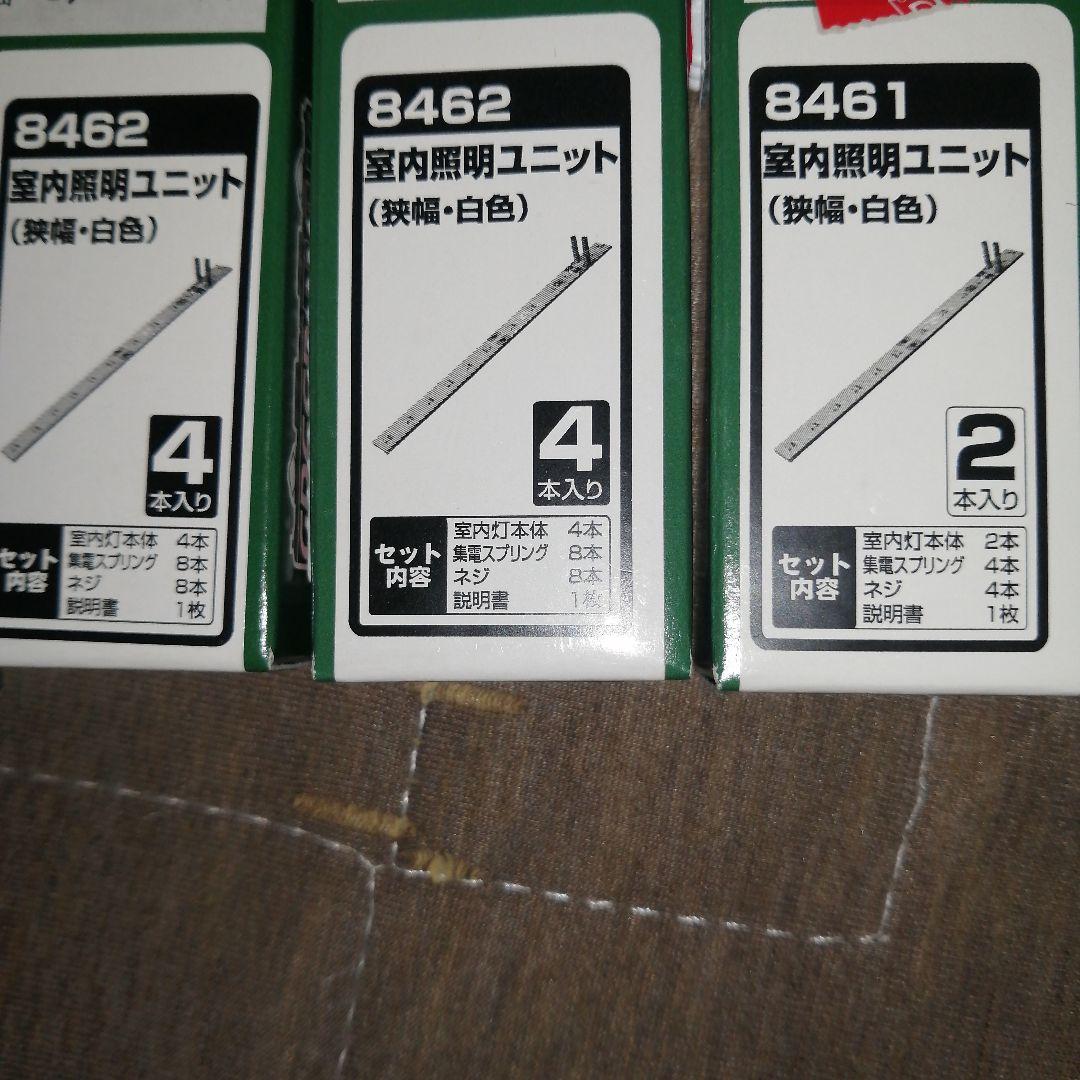 8462
室内照明ユニット
(狭幅・白色)
4
本入り
セット
内容
室内灯本体 4本
集電スプリング 8本
ネジ 8本
説明書 1枚
8462
室内照明ユニット
(狭幅・白色)
4
本入り
セット
内容
室内灯本体 4本
集電スプリング 8本
ネジ 8本
説明書 1枚
8461
室内照明ユニット
(狭幅・白色)
2
本入り
セット
内容
室内灯本体 2本
集電スプリング 4本
ネジ 4本
説明書 1枚